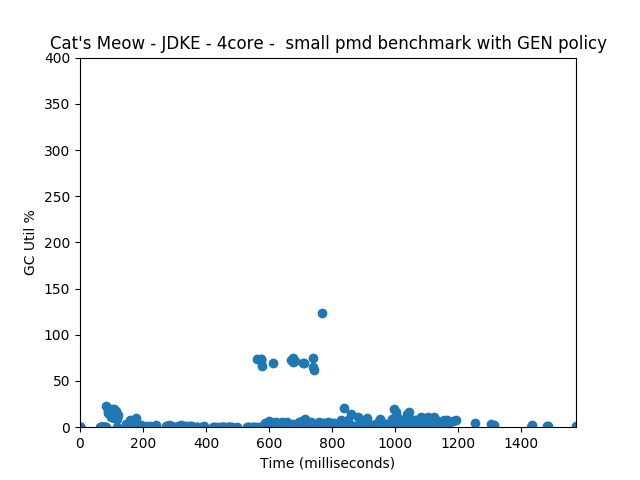 Cat's Meow - JDKE - 4core -  small pmd benchmark with GEN policy
400
350
300
250
200
150
100
50
0
GC Util %
0 200 400 600 800 1000 1200 1400
Time (milliseconds)